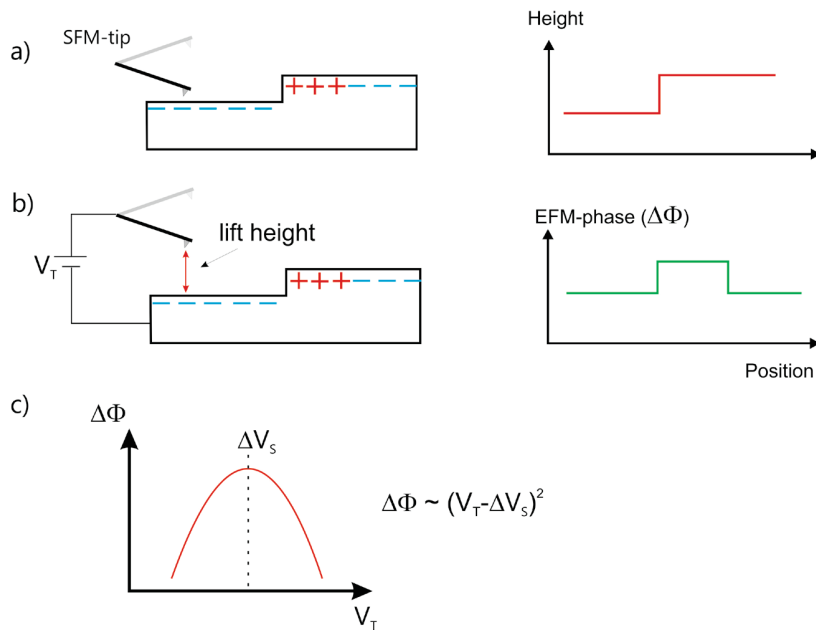 SFM-tip
a)
Height
b)
lift height
V_T
EFM-phase (ΔΦ)
Position
c)
ΔΦ
ΔV_S
ΔΦ ~ (V_T-ΔV_S)²
V_T